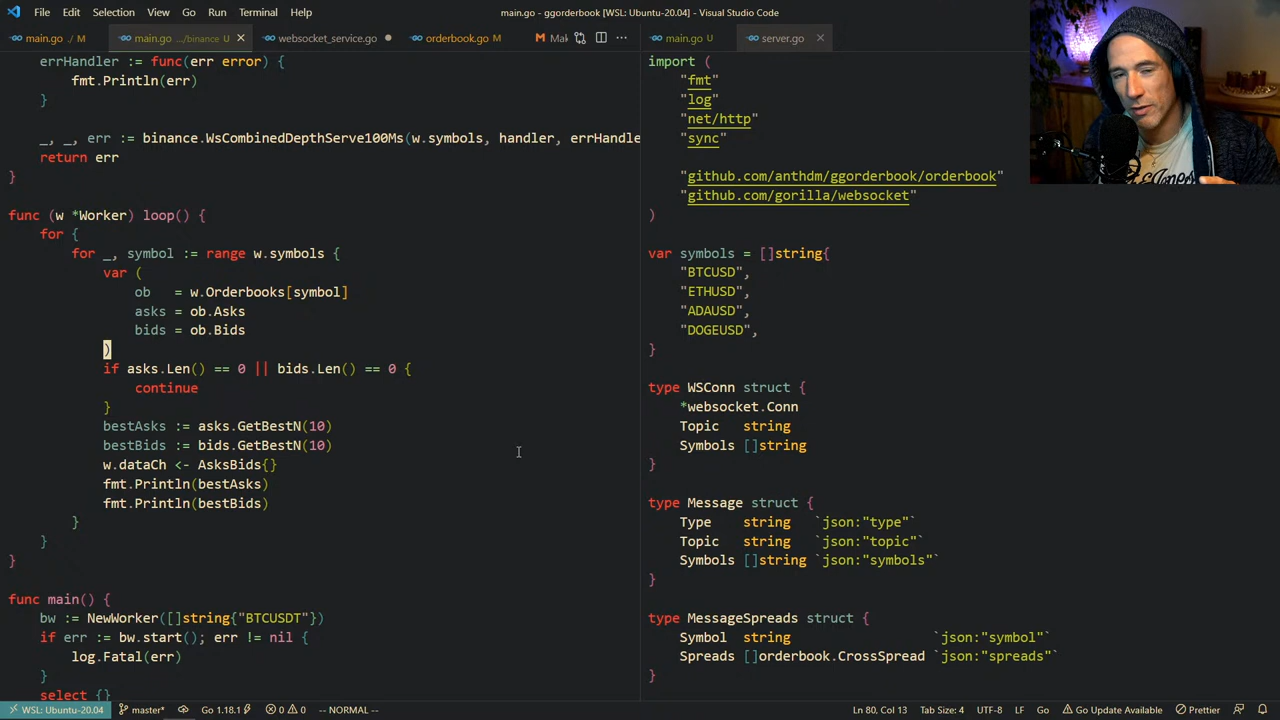 File Edit Selection View Go Run Terminal Help
main.go - ggorderbook [WSL: Ubuntu-20.04] - Visual Studio Code
main.go ./ M
main.go .../binance U
websocket_service.go
orderbook.go M
Mak
main.go U
server.go
errHandler := func(err error) {
fmt.Println(err)
}
_, _, err := binance.WsCombinedDepthServe100Ms(w.symbols, handler, errHandle
return err
}
func (w *Worker) loop() {
for {
for _, symbol := range w.symbols {
var (
ob   = w.Orderbooks[symbol]
asks = ob.Asks
bids = ob.Bids
)
if asks.Len() == 0 || bids.Len() == 0 {
continue
}
bestAsks := asks.GetBestN(10)
bestBids := bids.GetBestN(10)
w.dataCh <- AsksBids{}
fmt.Println(bestAsks)
fmt.Println(bestBids)
}
}
}
func main() {
bw := NewWorker([]string{"BTCUSDT"})
if err := bw.start(); err != nil {
log.Fatal(err)
}
select {}
import (
"fmt"
"log"
"net/http"
"sync"
"github.com/anthdm/ggorderbook/orderbook"
"github.com/gorilla/websocket"
)
var symbols = []string{
"BTCUSD",
"ETHUSD",
"ADAUSD",
"DOGEUSD",
}
type WSConn struct {
*websocket.Conn
Topic   string
Symbols []string
}
type Message struct {
Type    string   `json:"type"`
Topic   string   `json:"topic"`
Symbols []string `json:"symbols"`
}
type MessageSpreads struct {
Symbol  string                  `json:"symbol"`
Spreads []orderbook.CrossSpread `json:"spreads"`
}
WSL: Ubuntu-20.04 master* Go 1.18.1 0 0 -- NORMAL -- Ln 80, Col 13 Tab Size: 4 UTF-8 LF Go Go Update Available Prettier